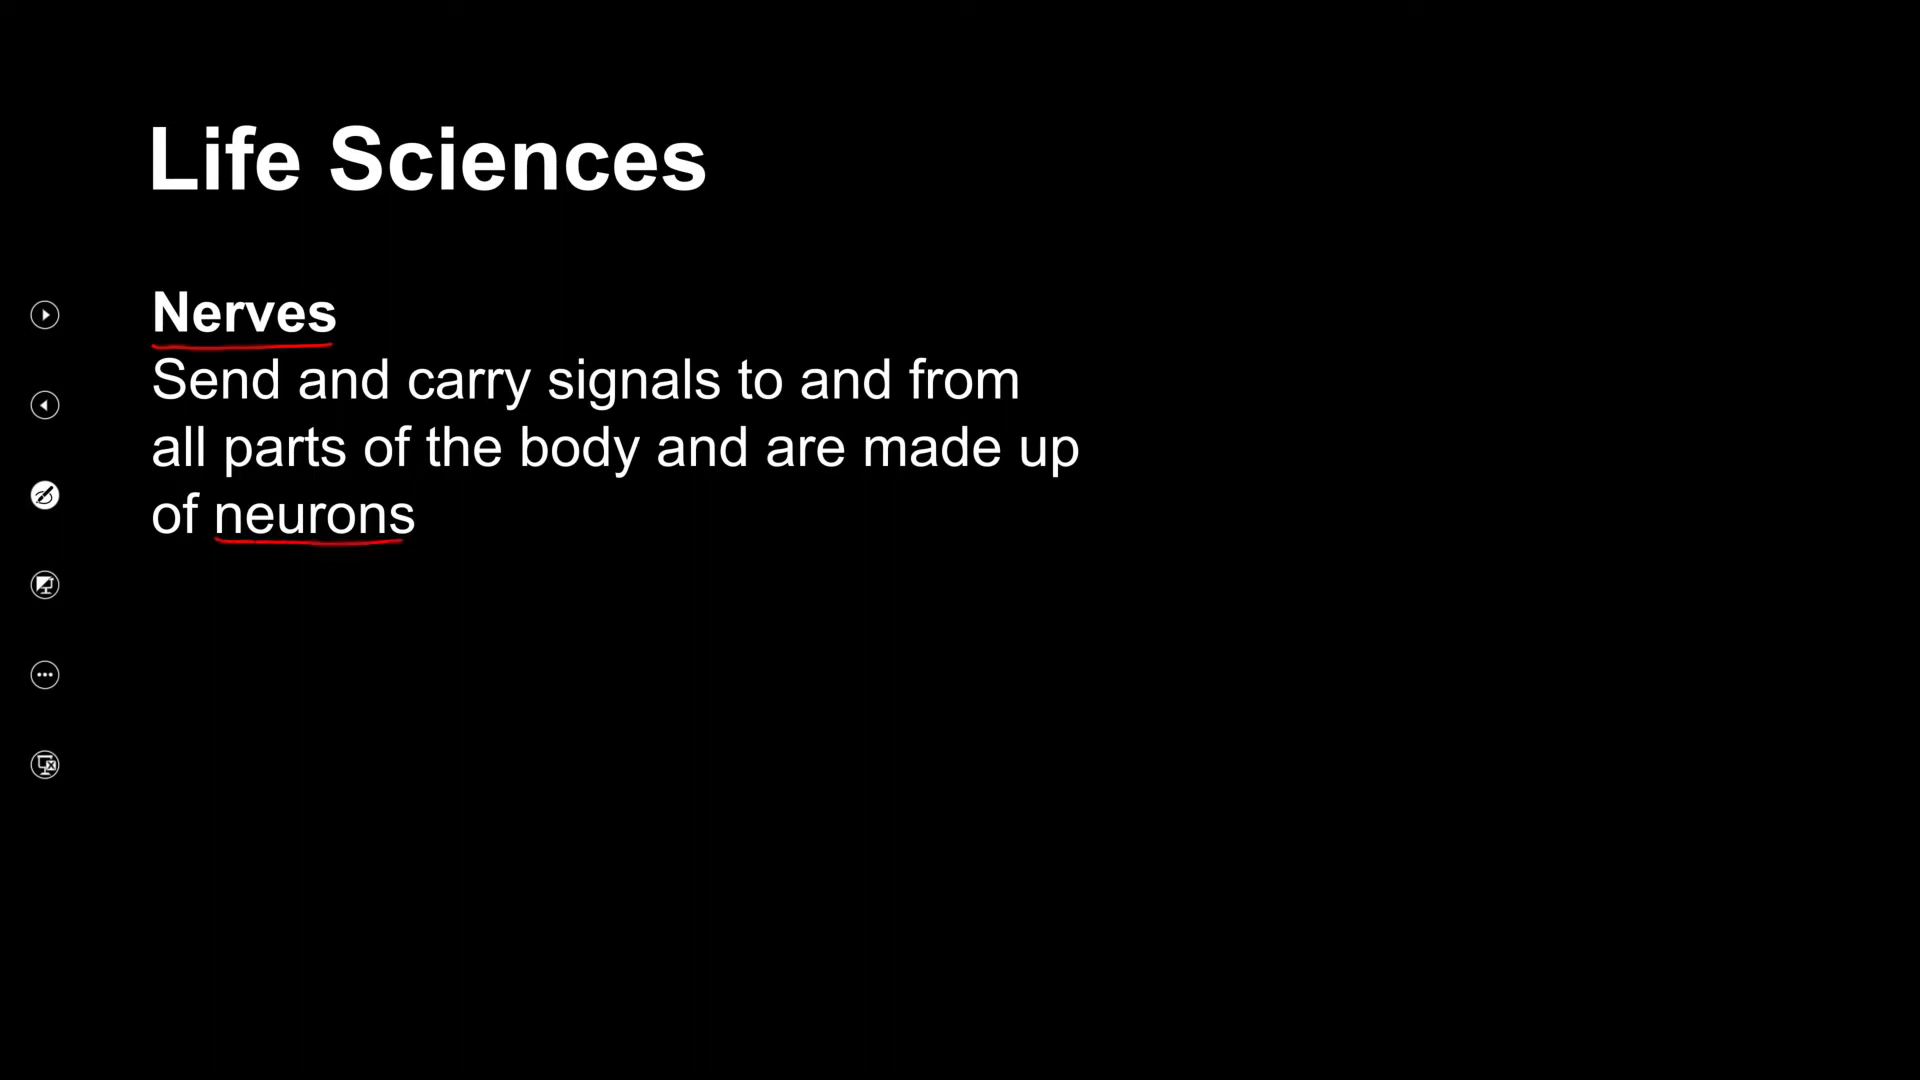 Life Sciences
Nerves
Send and carry signals to and from
all parts of the body and are made up
of neurons